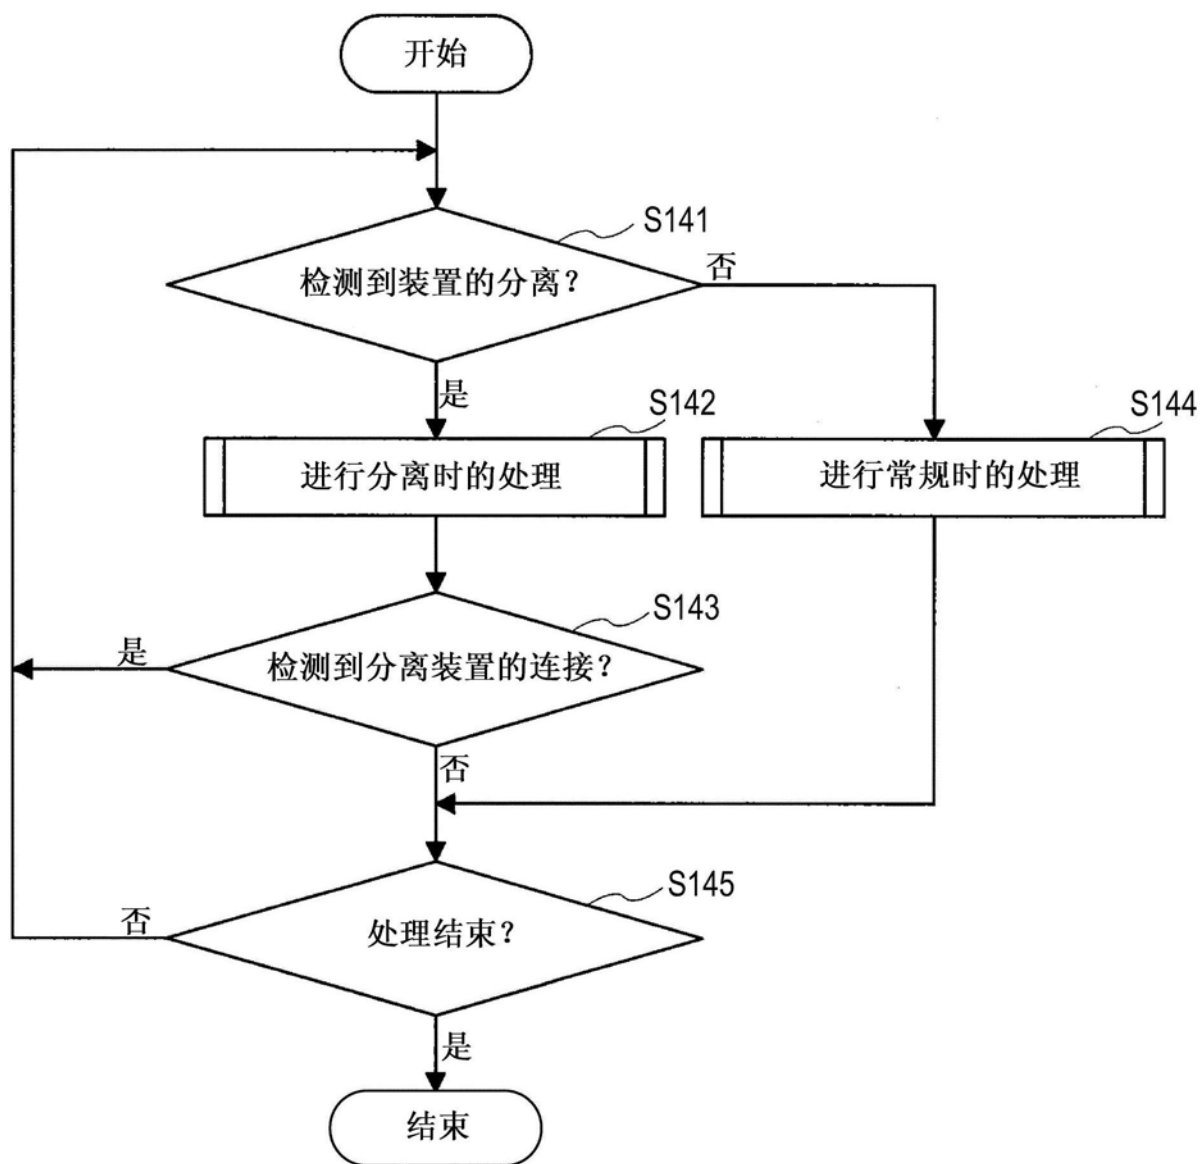 开始
S141
检测到装置的分离？
否
是
S142
进行分离时的处理
S144
进行常规时的处理
S143
检测到分离装置的连接？
是
否
S145
处理结束？
否
是
结束